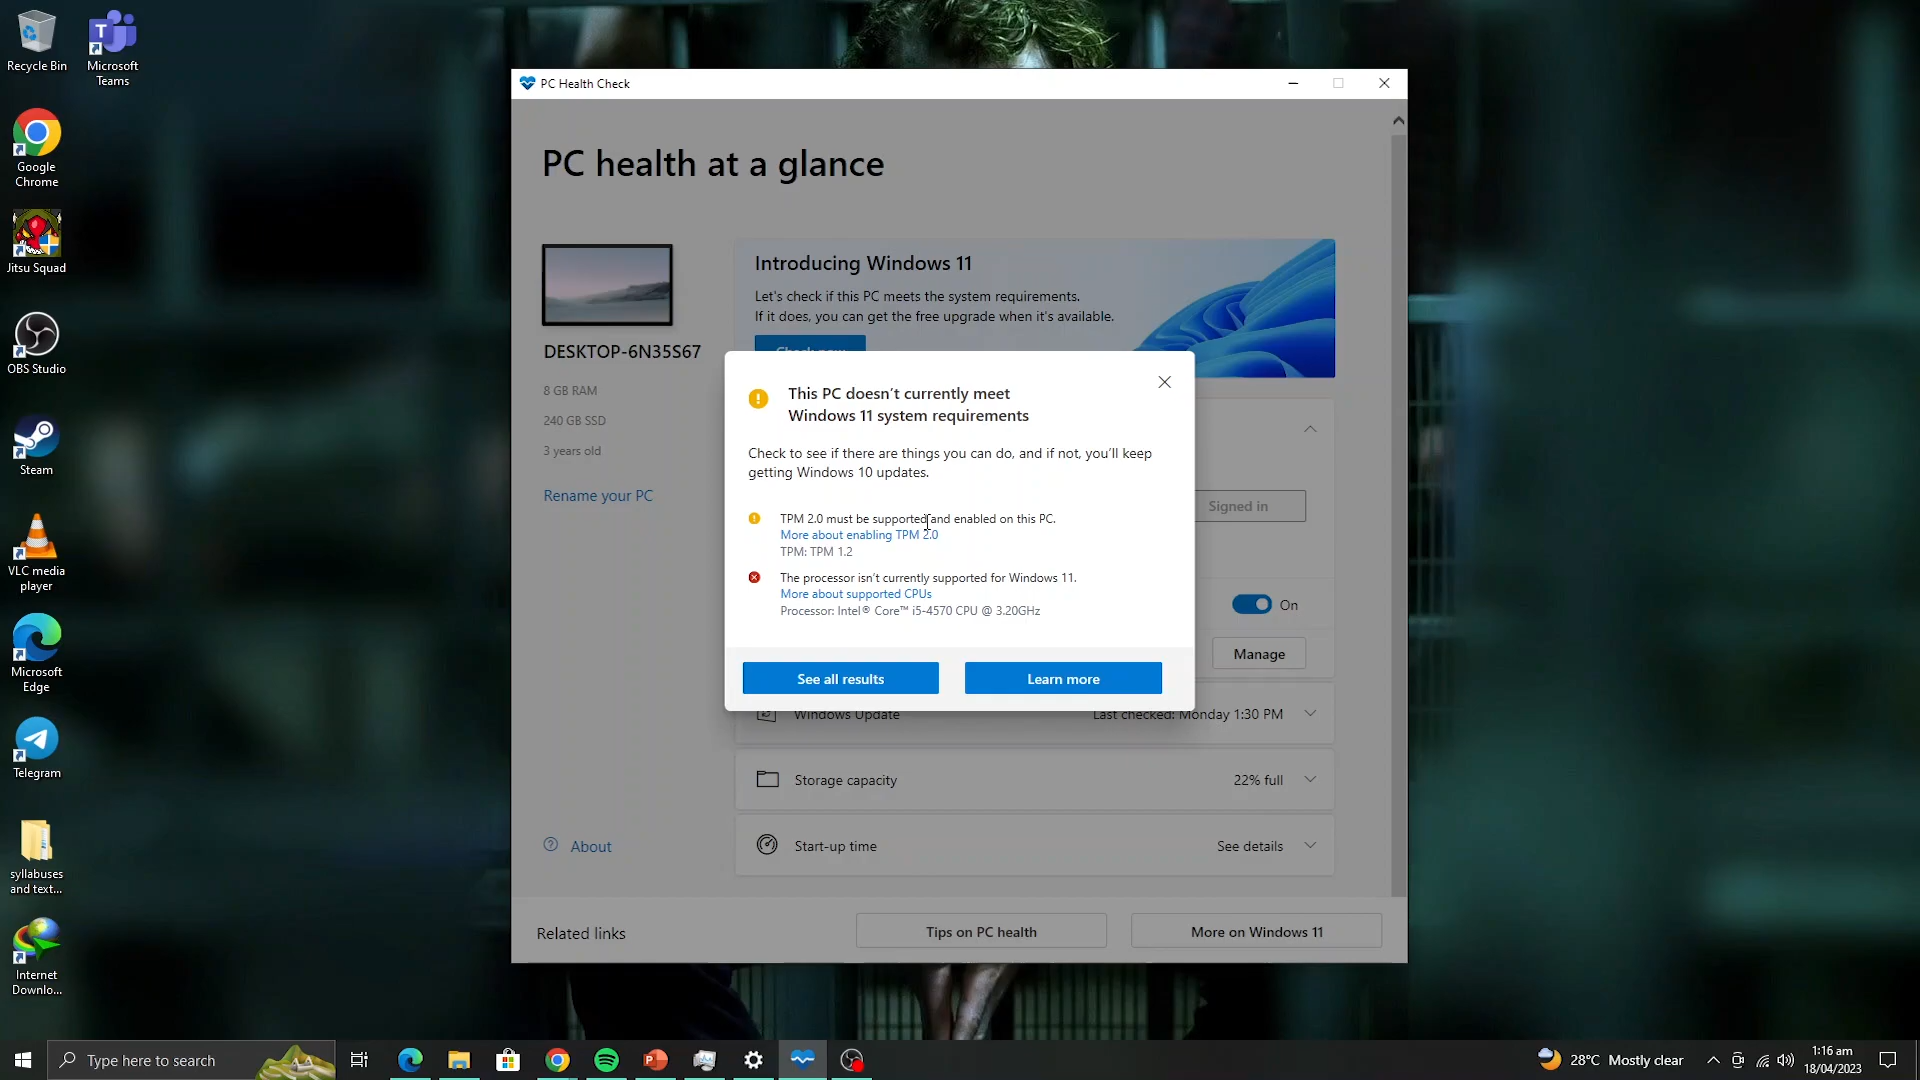 Recycle Bin
Microsoft
Teams
Google
Chrome
Jitsu Squad
OBS Studio
Steam
VLC media
player
Microsoft
Edge
Telegram
syllabuses
and text...
Internet
Downlo...
PC Health Check
PC health at a glance
DESKTOP-6N35S67
8 GB RAM
240 GB SSD
3 years old
Rename your PC
About
Introducing Windows 11
Let's check if this PC meets the system requirements.
If it does, you can get the free upgrade when it's available.
Check now
This PC doesn't currently meet
Windows 11 system requirements
Check to see if there are things you can do, and if not, you'll keep
getting Windows 10 updates.
TPM 2.0 must be supported and enabled on this PC.
More about enabling TPM 2.0
TPM: TPM 1.2
The processor isn't currently supported for Windows 11.
More about supported CPUs
Processor: Intel® Core™ i5-4570 CPU @ 3.20GHz
See all results
Learn more
Signed in
On
Manage
Windows Update
Last checked: Monday 1:30 PM
Storage capacity
22% full
Start-up time
See details
Related links
Tips on PC health
More on Windows 11
Type here to search
28°C Mostly clear
1:16 am
18/04/2023